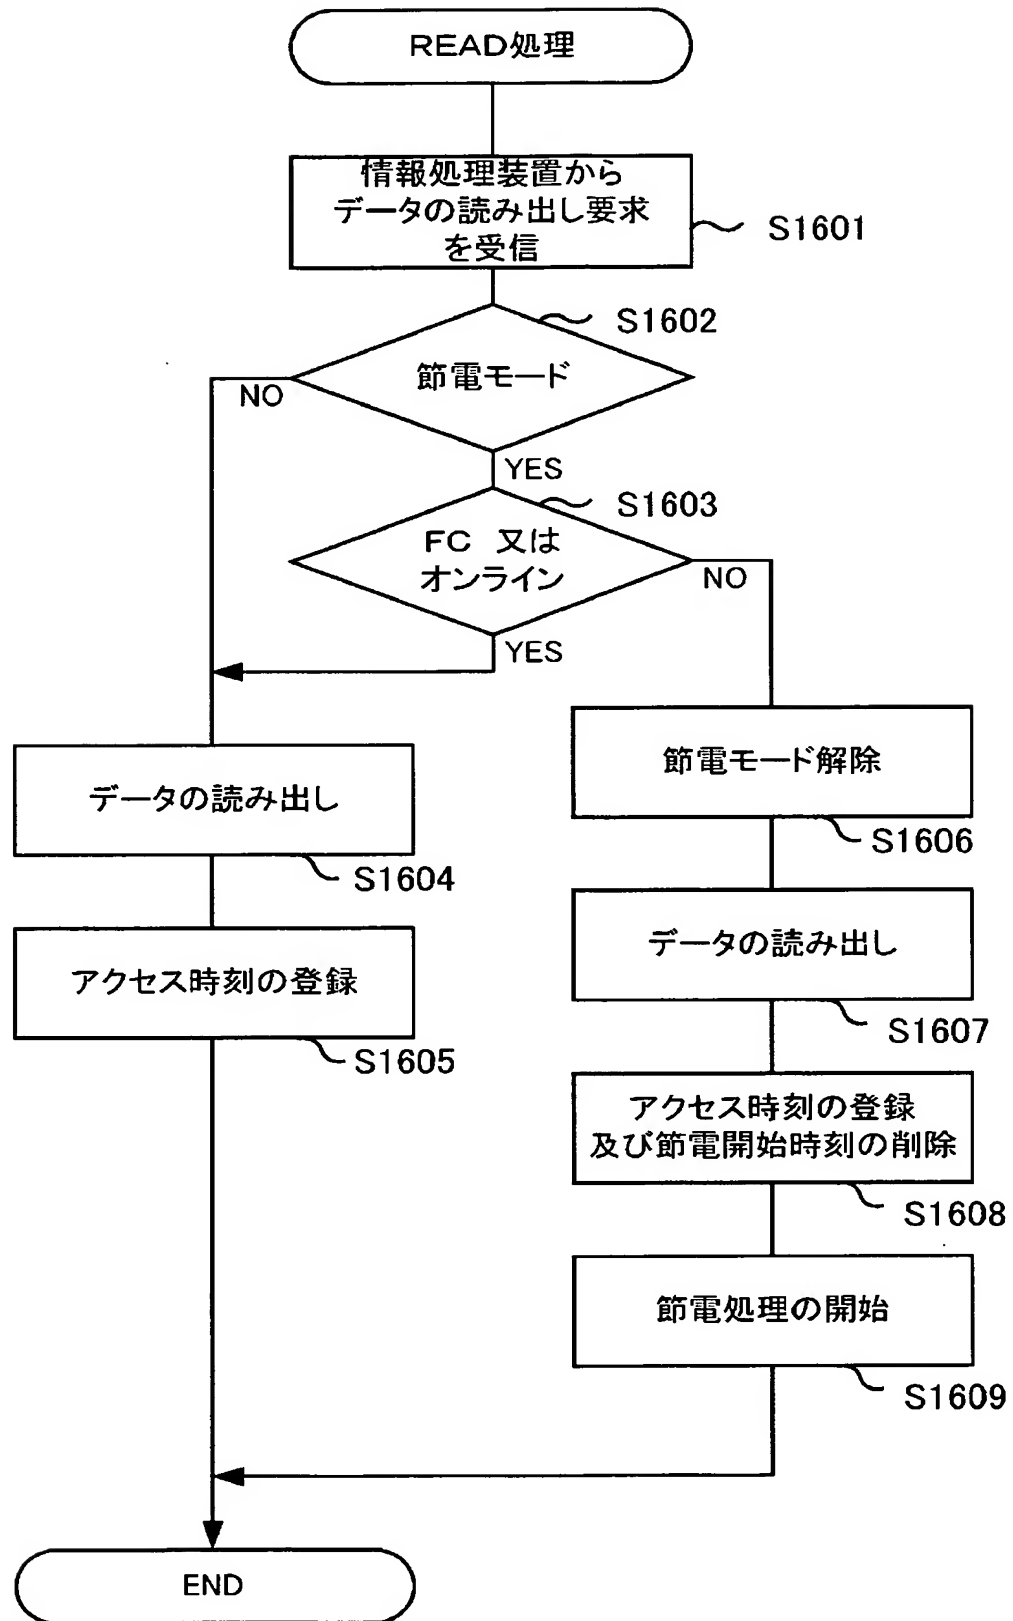 READ処理
情報処理装置から
データの読み出し要求
を受信
S1601
S1602
節電モード
NO
YES
S1603
FC 又は
オンライン
NO
YES
節電モード解除
データの読み出し
S1606
S1604
データの読み出し
アクセス時刻の登録
S1607
S1605
アクセス時刻の登録
及び節電開始時刻の削除
S1608
節電処理の開始
S1609
END